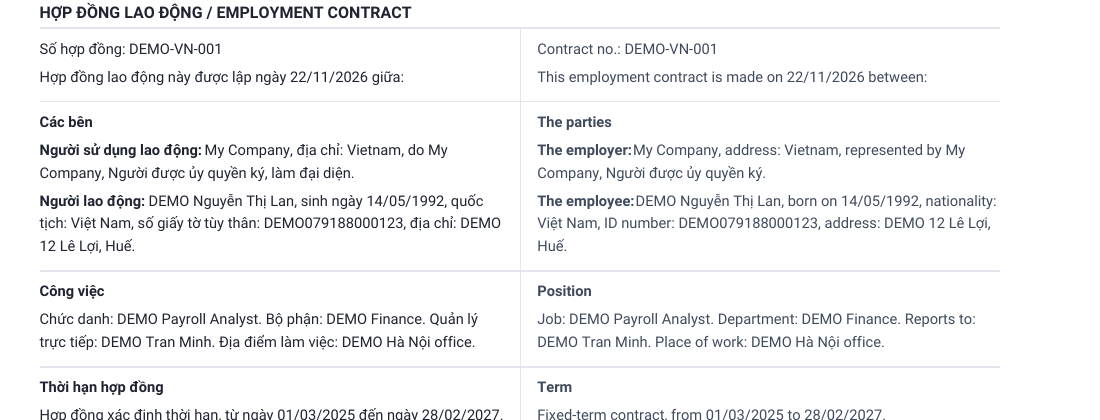 HỢP ĐỒNG LAO ĐỘNG / EMPLOYMENT CONTRACT
Số hợp đồng: DEMO-VN-001
Hợp đồng lao động này được lập ngày 22/11/2026 giữa:
Contract no.: DEMO-VN-001
This employment contract is made on 22/11/2026 between:
Các bên
Người sử dụng lao động: My Company, địa chỉ: Vietnam, do My
Company, Người được ủy quyền ký, làm đại diện.
Người lao động: DEMO Nguyễn Thị Lan, sinh ngày 14/05/1992, quốc
tịch: Việt Nam, số giấy tờ tùy thân: DEMO079188000123, địa chỉ: DEMO
12 Lê Lợi, Huế.
The parties
The employer:My Company, address: Vietnam, represented by My
Company, Người được ủy quyền ký.
The employee:DEMO Nguyễn Thị Lan, born on 14/05/1992, nationality:
Việt Nam, ID number: DEMO079188000123, address: DEMO 12 Lê Lợi,
Huế.
Công việc
Chức danh: DEMO Payroll Analyst. Bộ phận: DEMO Finance. Quản lý
trực tiếp: DEMO Tran Minh. Địa điểm làm việc: DEMO Hà Nội office.
Position
Job: DEMO Payroll Analyst. Department: DEMO Finance. Reports to:
DEMO Tran Minh. Place of work: DEMO Hà Nội office.
Thời hạn hợp đồng
Hợp đồng xác định thời hạn, từ ngày 01/03/2025 đến ngày 28/02/2027.
Term
Fixed-term contract, from 01/03/2025 to 28/02/2027.